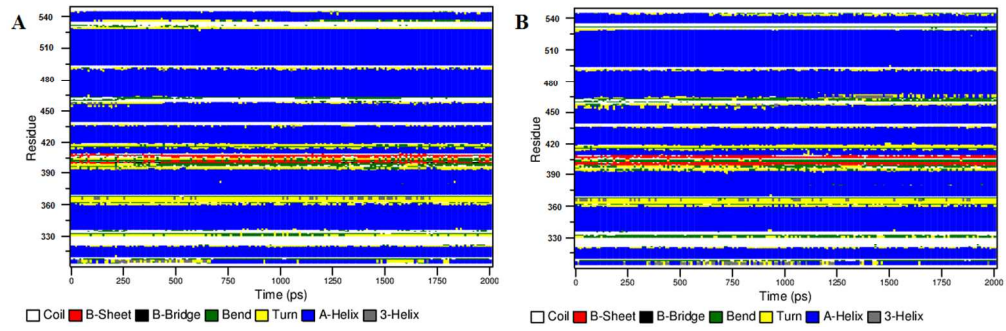 A
540
510
480
450
420
390
360
330
Residue
0 250 500 750 1000 1250 1500 1750 2000
Time (ps)
Coil B-Sheet B-Bridge Bend Turn A-Helix 3-Helix
B
540
510
480
450
420
390
360
330
Residue
0 250 500 750 1000 1250 1500 1750 2000
Time (ps)
Coil B-Sheet B-Bridge Bend Turn A-Helix 3-Helix